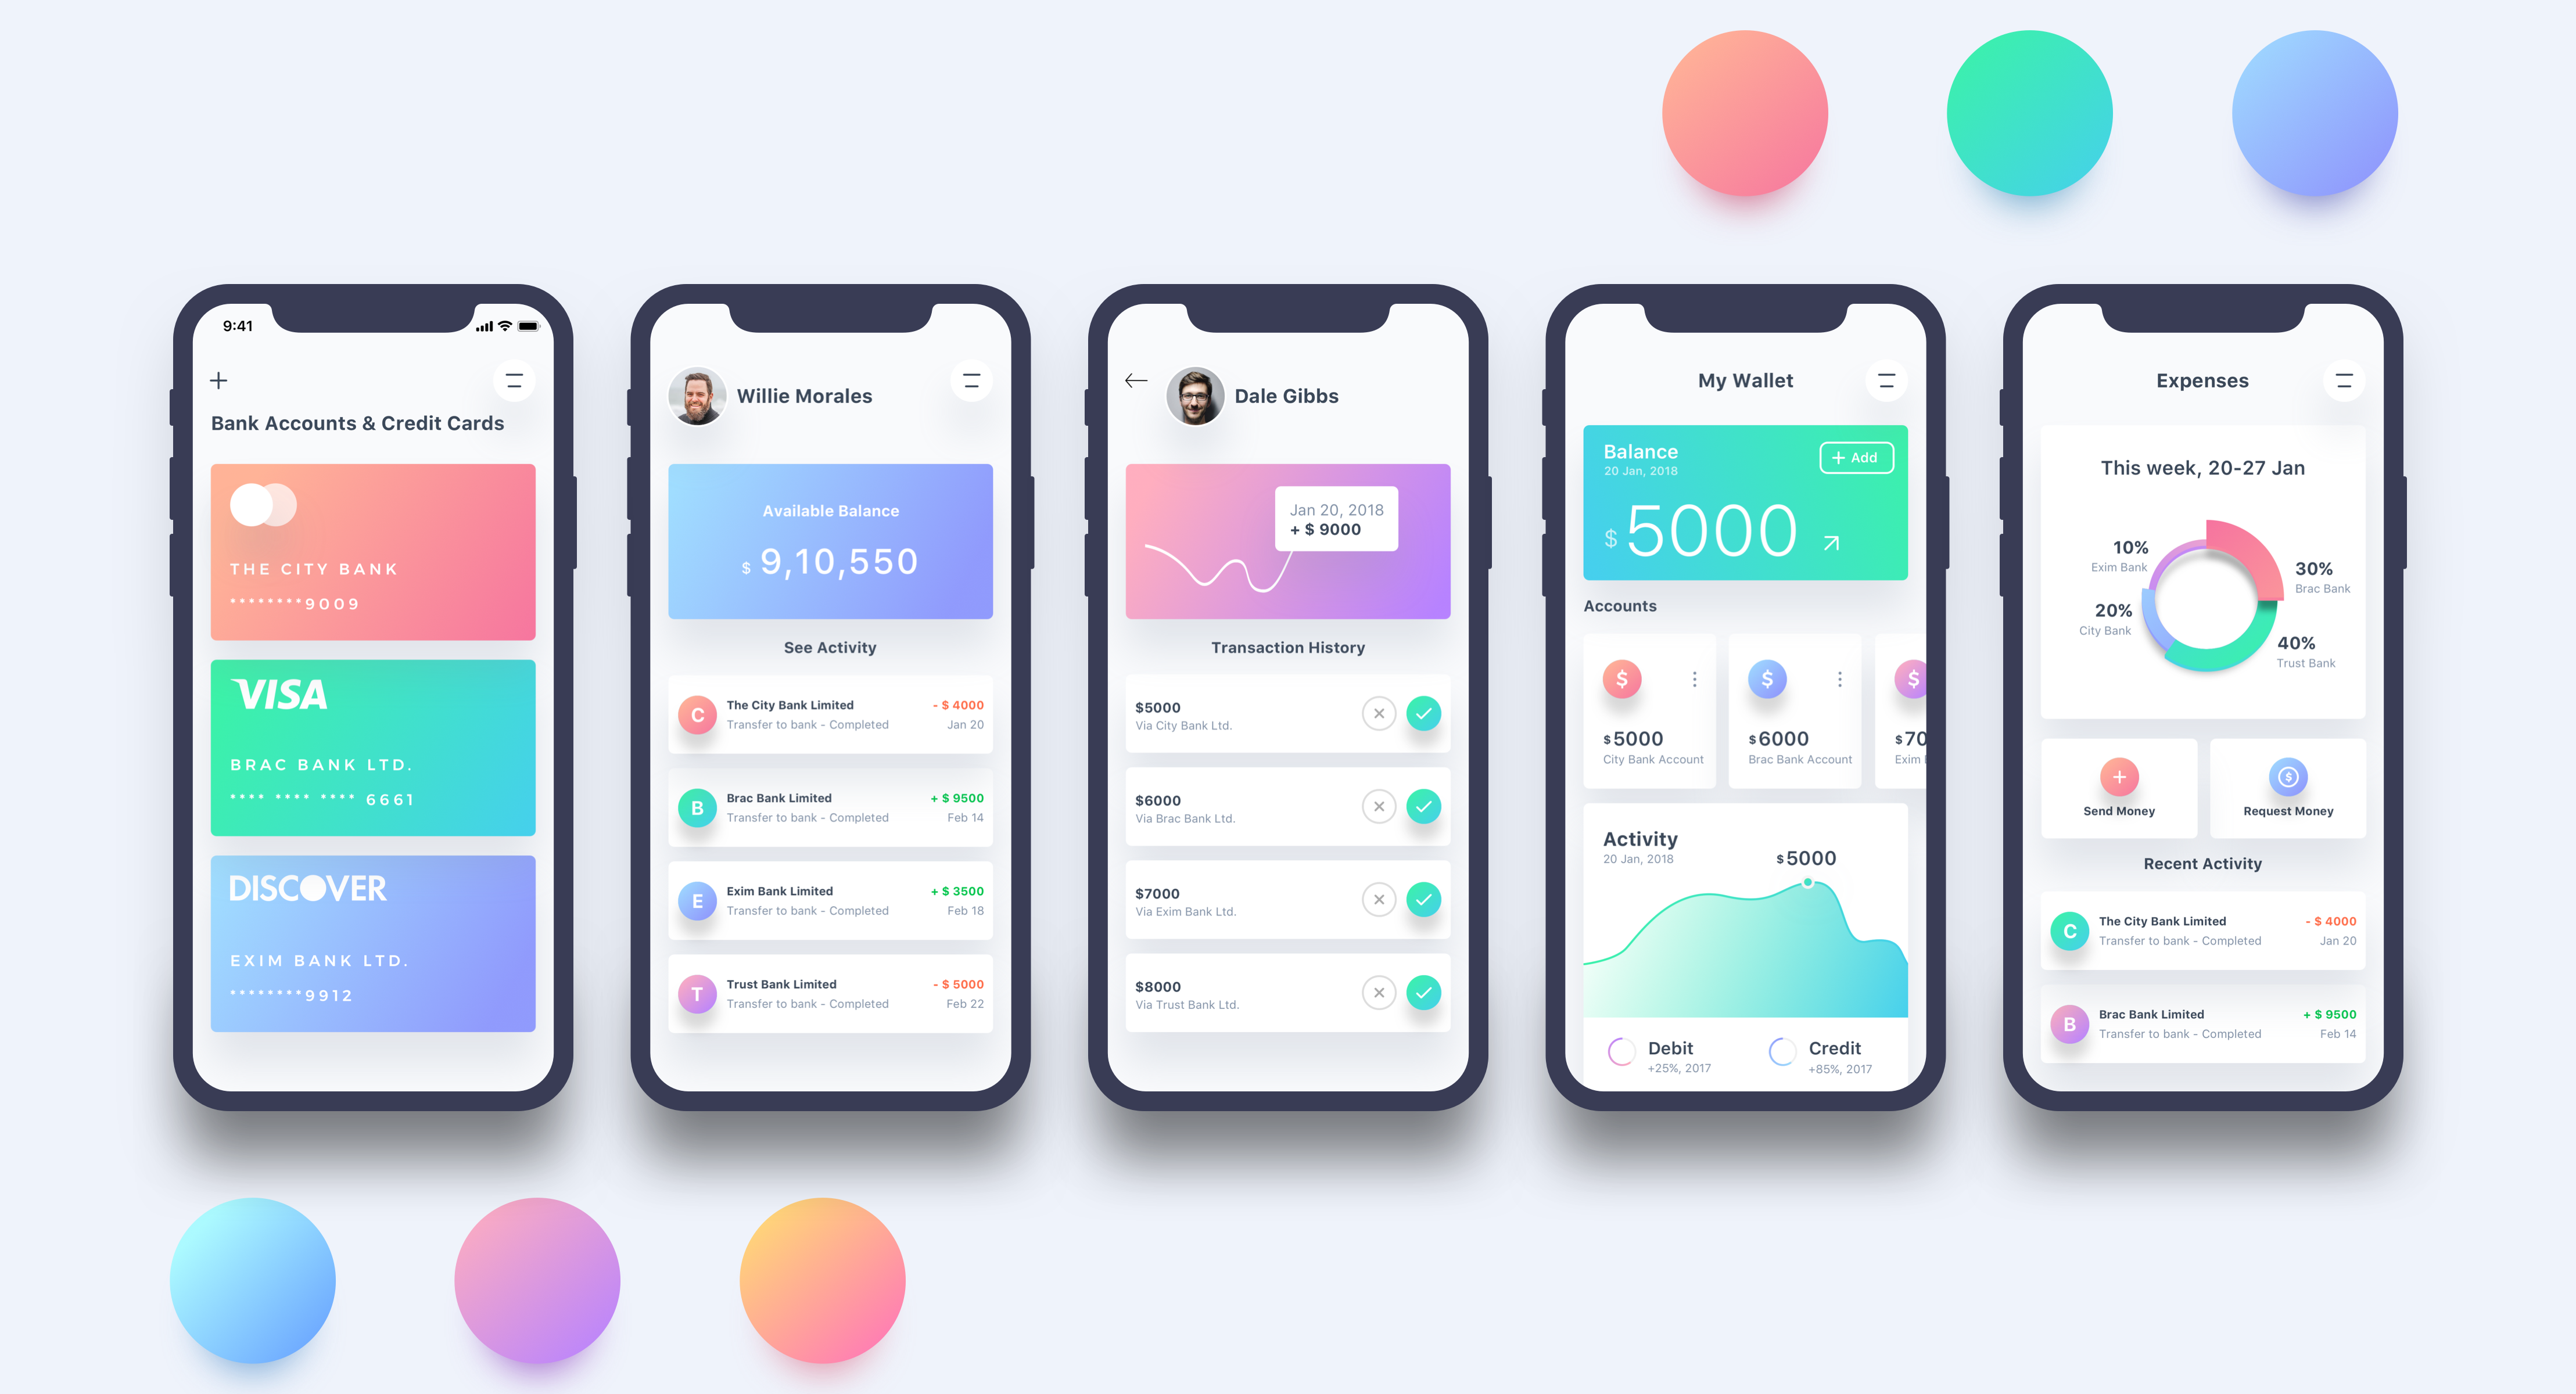 9:41
Bank Accounts & Credit Cards
THE CITY BANK
********9009
VISA
BRAC BANK LTD.
**** **** **** 6661
DISCOVER
EXIM BANK LTD.
********9912
Willie Morales
Available Balance
$ 9,10,550
See Activity
C
The City Bank Limited
- $ 4000
Transfer to bank - Completed
Jan 20
B
Brac Bank Limited
+ $ 9500
Transfer to bank - Completed
Feb 14
E
Exim Bank Limited
+ $ 3500
Transfer to bank - Completed
Feb 18
T
Trust Bank Limited
- $ 5000
Transfer to bank - Completed
Feb 22
Dale Gibbs
Jan 20, 2018
+ $ 9000
Transaction History
$5000
Via City Bank Ltd.
$6000
Via Brac Bank Ltd.
$7000
Via Exim Bank Ltd.
$8000
Via Trust Bank Ltd.
My Wallet
Balance
20 Jan, 2018
+ Add
$ 5000
Accounts
$
$5000
City Bank Account
$
$6000
Brac Bank Account
$
$70
Exim
Activity
20 Jan, 2018
$5000
Debit
+25%, 2017
Credit
+85%, 2017
Expenses
This week, 20-27 Jan
10%
Exim Bank
30%
Brac Bank
20%
City Bank
40%
Trust Bank
Send Money
$
Request Money
Recent Activity
C
The City Bank Limited
- $ 4000
Transfer to bank - Completed
Jan 20
B
Brac Bank Limited
+ $ 9500
Transfer to bank - Completed
Feb 14